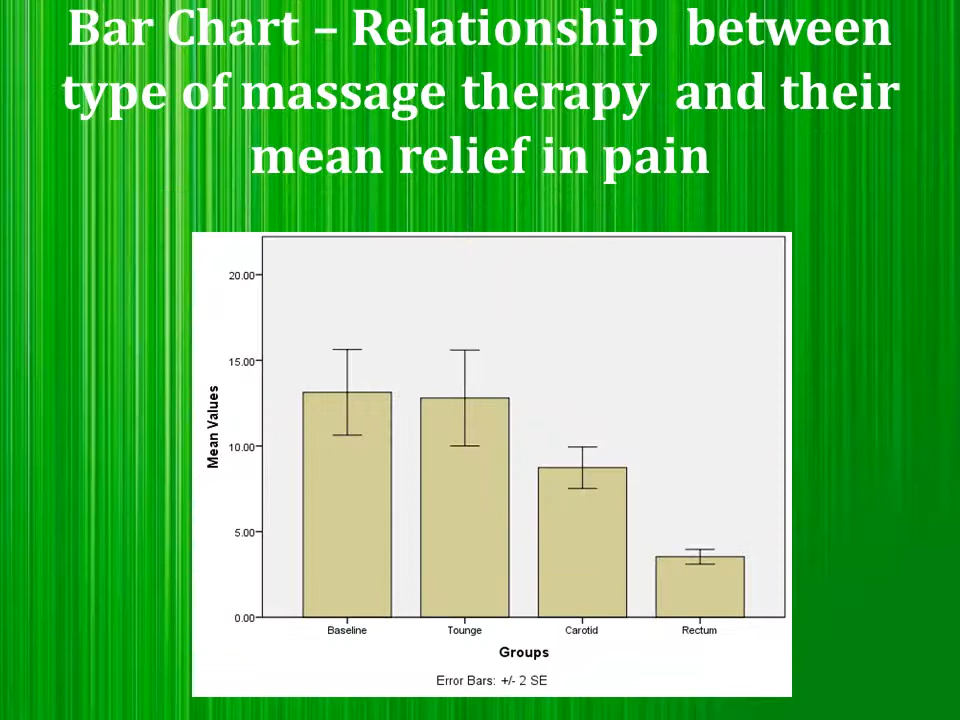 Bar Chart – Relationship between
type of massage therapy and their
mean relief in pain
20.00
15.00
10.00
5.00
0.00
Mean Values
Baseline Tounge Carotid Rectum
Groups
Error Bars: +/- 2 SE